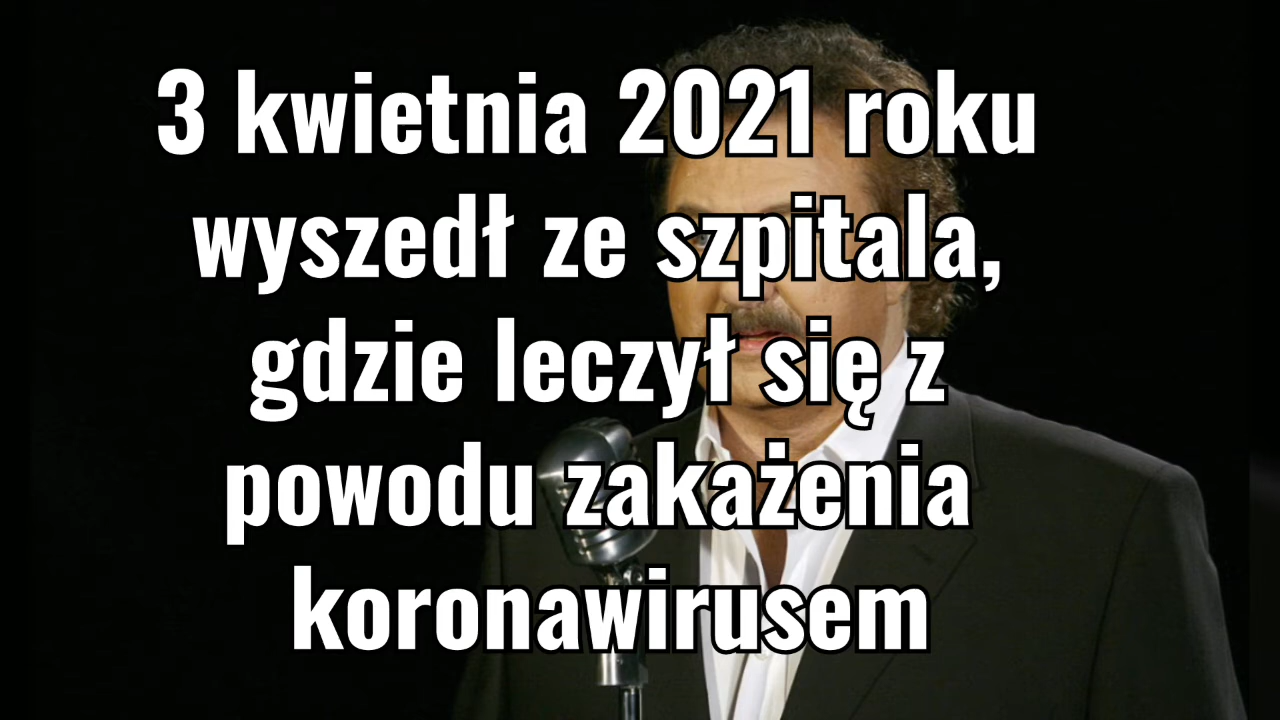 3 kwietnia 2021 roku
wyszedł ze szpitala,
gdzie leczył się z
powodu zakażenia
koronawirusem